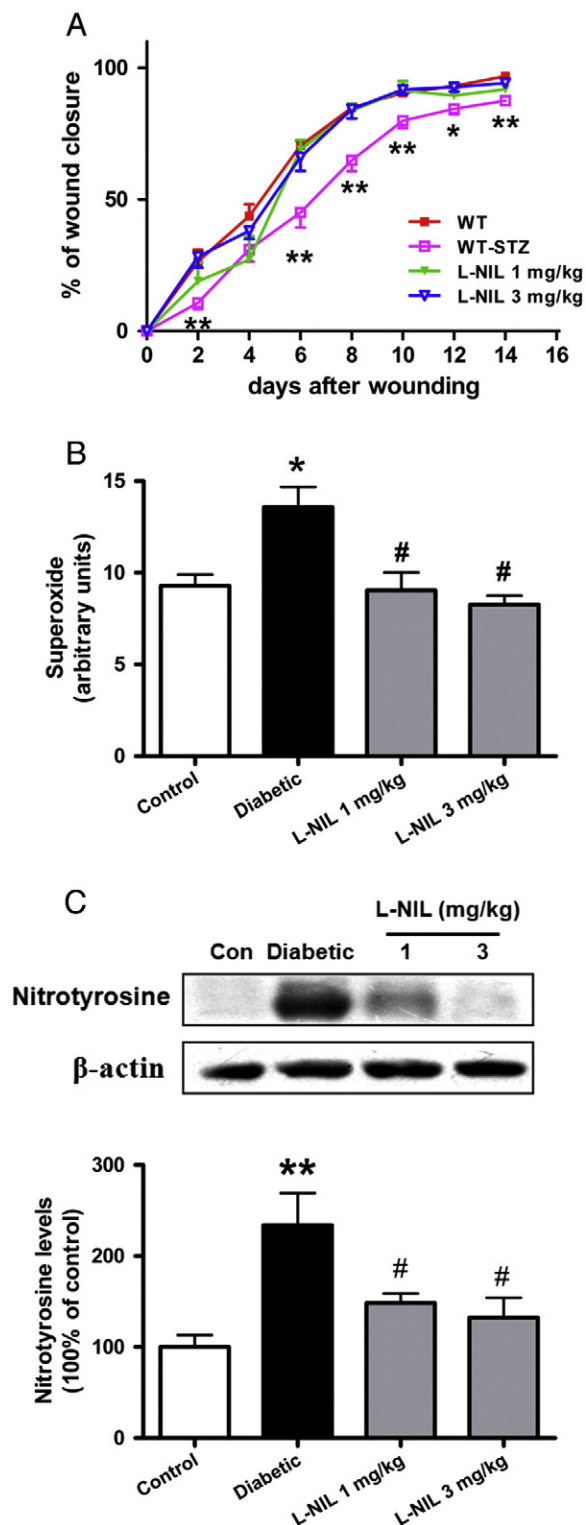 A
% of wound closure
100
50
0
**
**
**
**
*
**
WT
WT-STZ
L-NIL 1 mg/kg
L-NIL 3 mg/kg
0 2 4 6 8 10 12 14 16
days after wounding
B
Superoxide
(arbitrary units)
15
10
5
0
*
#
#
Control
Diabetic
L-NIL 1 mg/kg
L-NIL 3 mg/kg
C
L-NIL (mg/kg)
Con Diabetic 1 3
Nitrotyrosine
β-actin
Nitrotyrosine levels
(100% of control)
300
200
100
0
**
#
#
Control
Diabetic
L-NIL 1 mg/kg
L-NIL 3 mg/kg